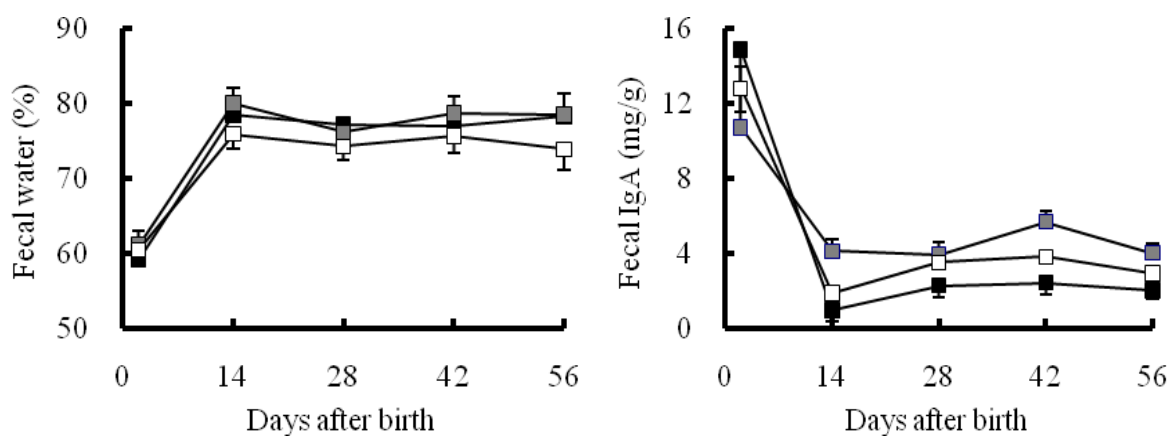 Fecal water (%)
90
80
70
60
50
0 14 28 42 56
Days after birth
Fecal IgA (mg/g)
16
12
8
4
0
0 14 28 42 56
Days after birth